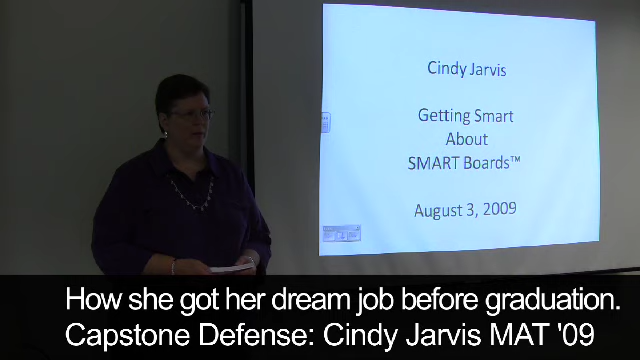 Cindy Jarvis
Getting Smart
About
SMART Boards™
August 3, 2009
How she got her dream job before graduation.
Capstone Defense: Cindy Jarvis MAT '09